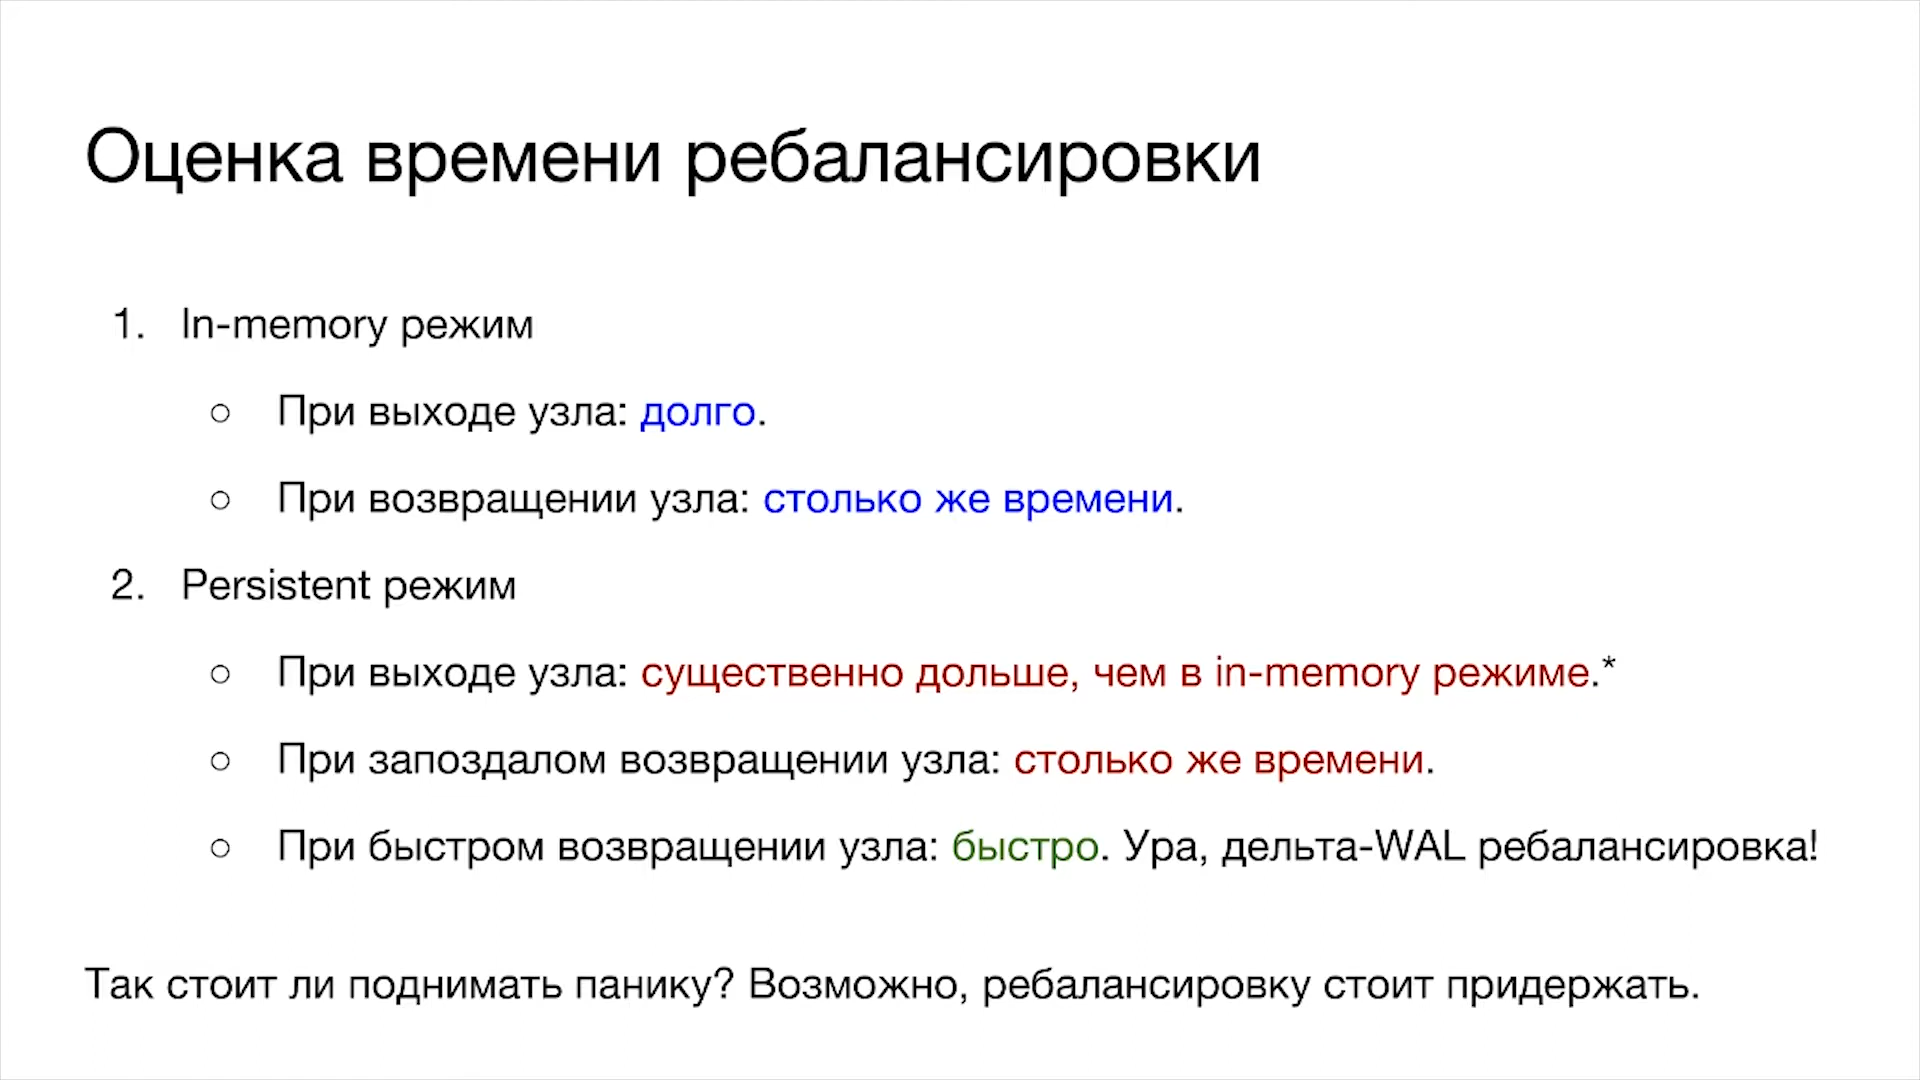 Оценка времени ребалансировки
1. In-memory режим
○ При выходе узла: долго.
○ При возвращении узла: столько же времени.
2. Persistent режим
○ При выходе узла: существенно дольше, чем в in-memory режиме.*
○ При запоздалом возвращении узла: столько же времени.
○ При быстром возвращении узла: быстро. Ура, дельта-WAL ребалансировка!
Так стоит ли поднимать панику? Возможно, ребалансировку стоит придержать.